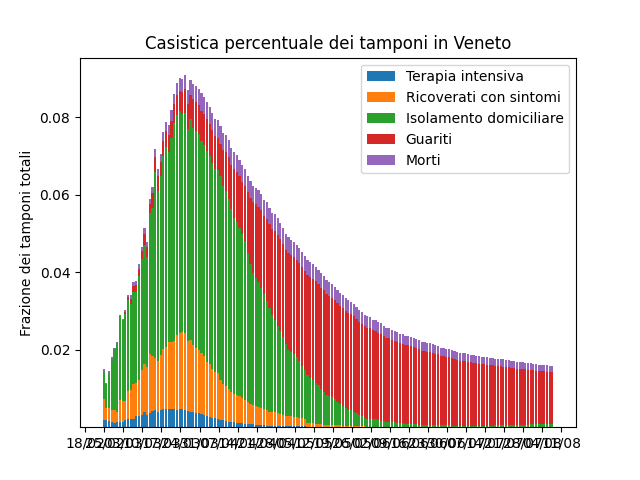 Casistica percentuale dei tamponi in Veneto
Terapia intensiva
Ricoverati con sintomi
Isolamento domiciliare
Guariti
Morti
Frazione dei tamponi totali
0.08
0.06
0.04
0.02